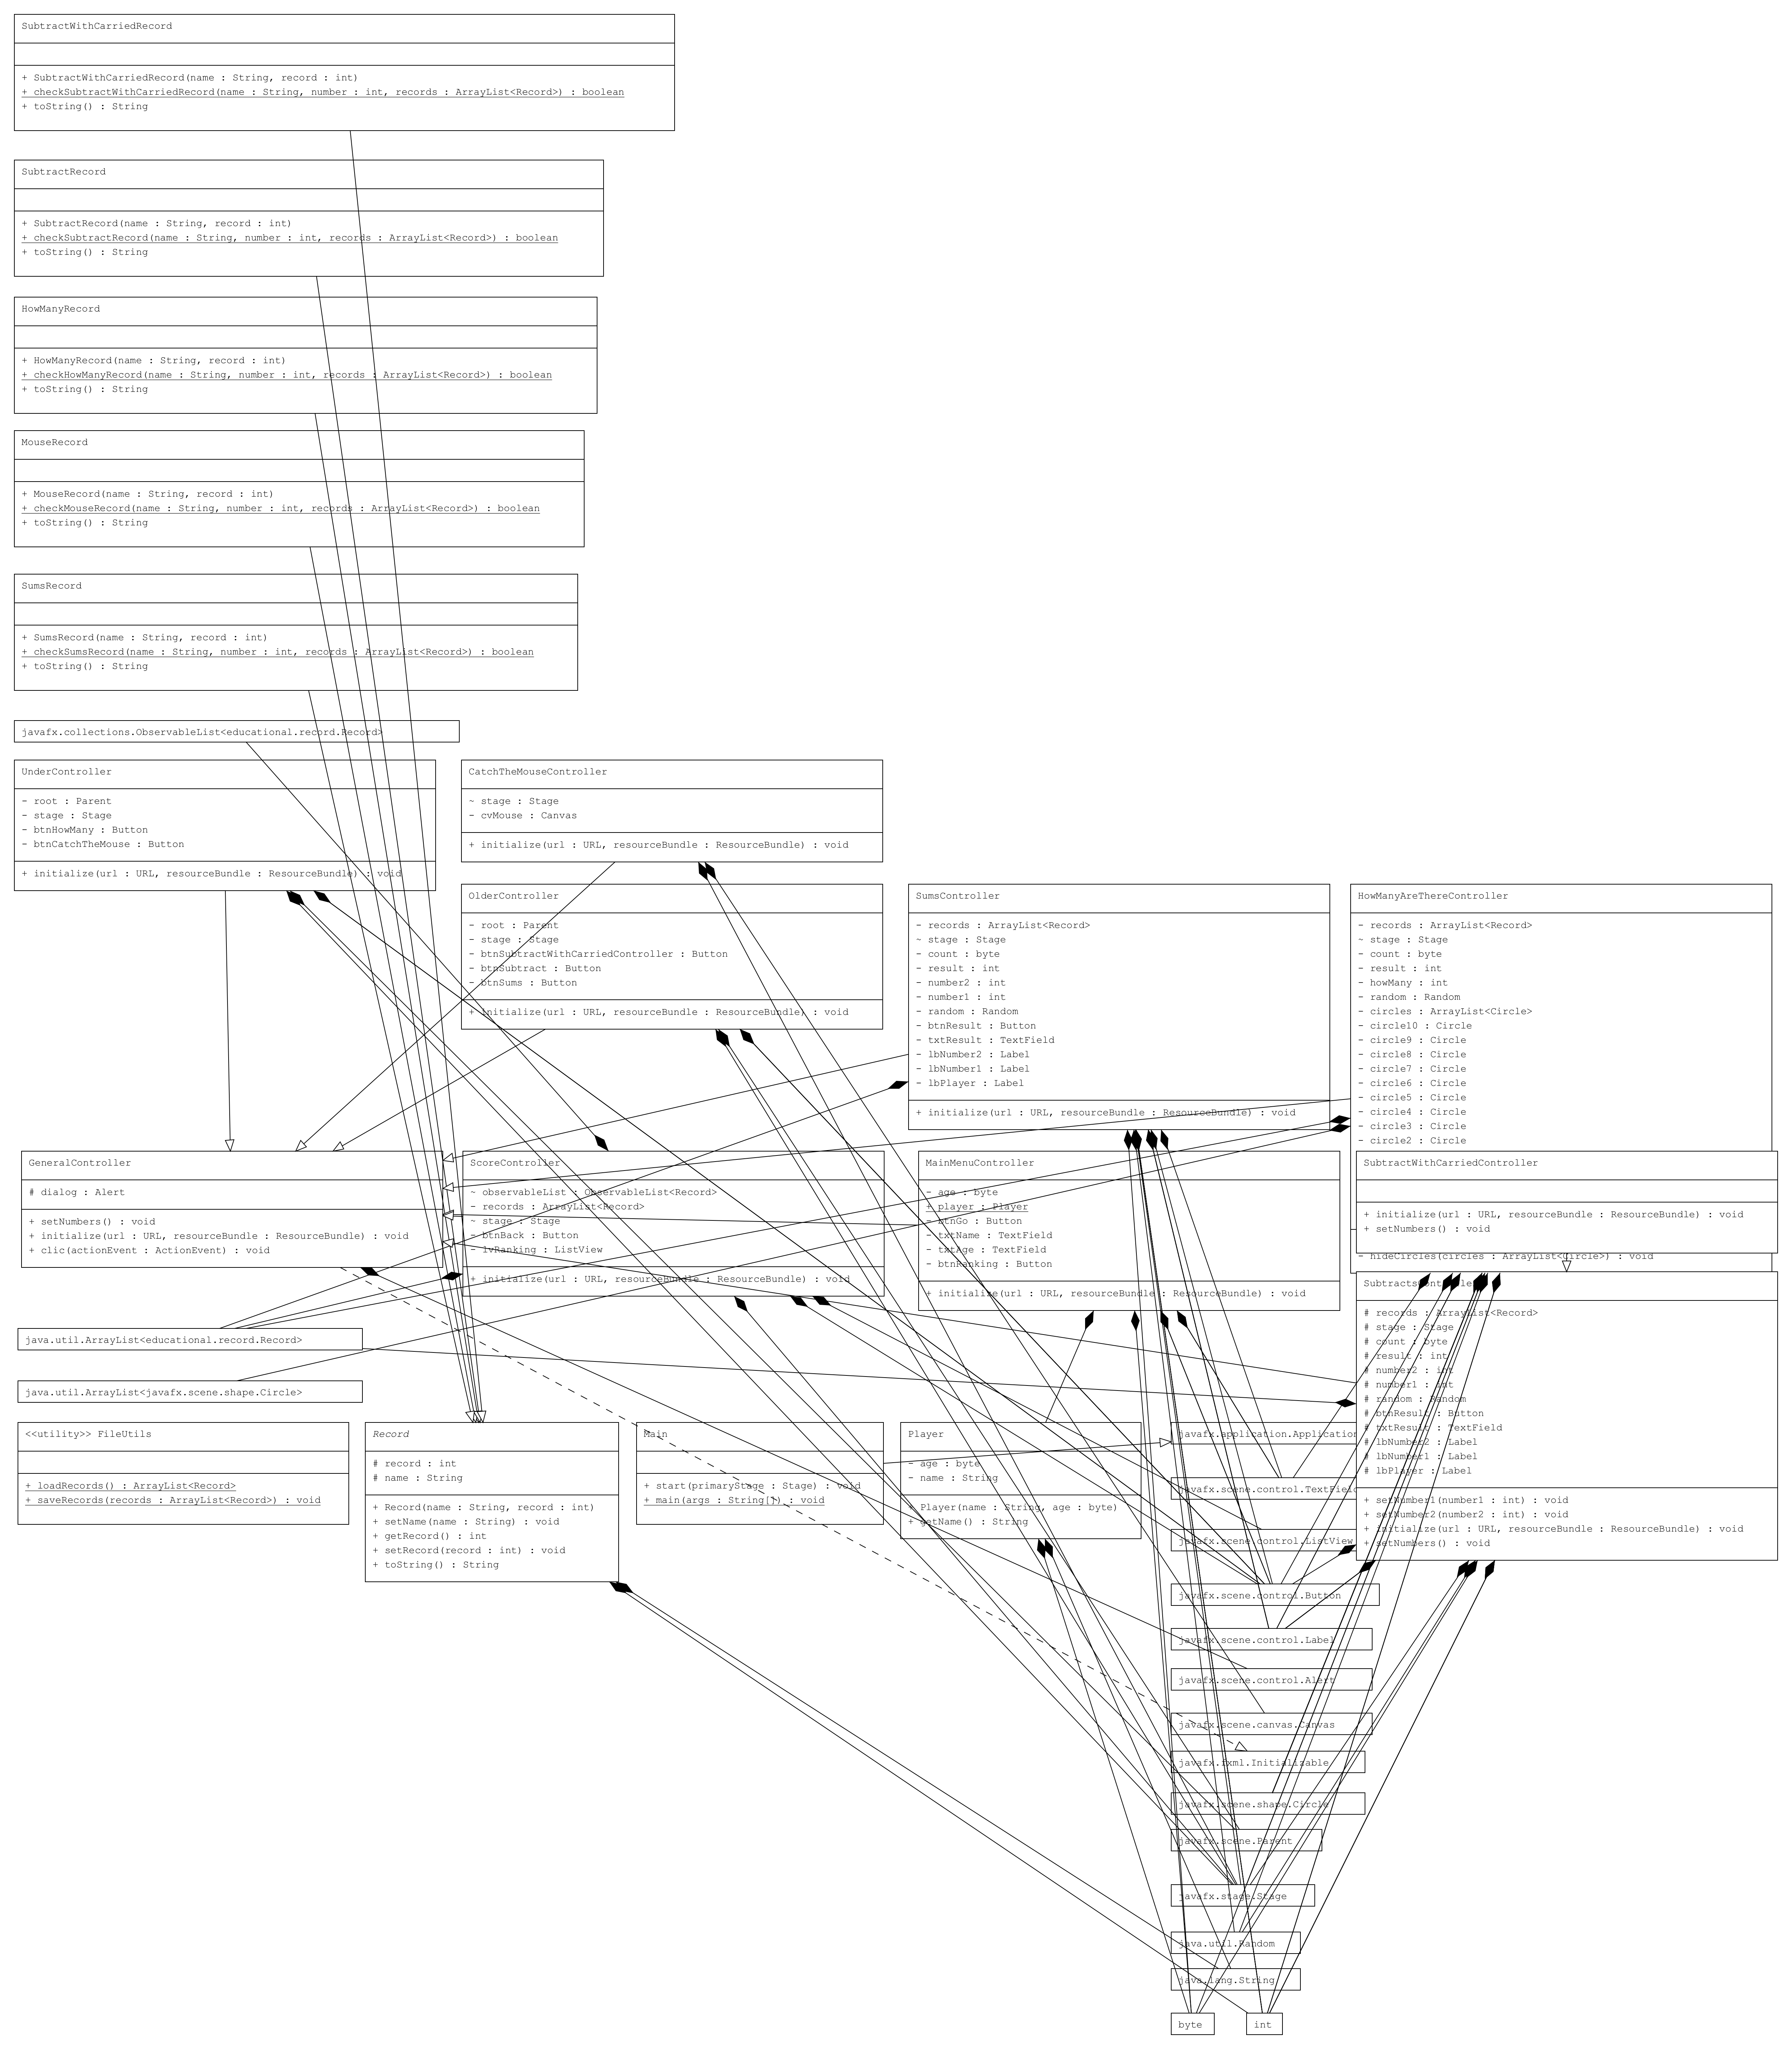 SubtractWithCarriedRecord
+ SubtractWithCarriedRecord(name : String, record : int)
+ checkSubtractWithCarriedRecord(name : String, number : int, records : ArrayList<Record>) : boolean
+ toString() : String
SubtractRecord
+ SubtractRecord(name : String, record : int)
+ checkSubtractRecord(name : String, number : int, records : ArrayList<Record>) : boolean
+ toString() : String
HowManyRecord
+ HowManyRecord(name : String, record : int)
+ checkHowManyRecord(name : String, number : int, records : ArrayList<Record>) : boolean
+ toString() : String
MouseRecord
+ MouseRecord(name : String, record : int)
+ checkMouseRecord(name : String, number : int, records : ArrayList<Record>) : boolean
+ toString() : String
SumsRecord
+ SumsRecord(name : String, record : int)
+ checkSumsRecord(name : String, number : int, records : ArrayList<Record>) : boolean
+ toString() : String
javafx.collections.ObservableList<educational.record.Record>
UnderController
- root : Parent
- stage : Stage
- btnHowMany : Button
- btnCatchTheMouse : Button
+ initialize(url : URL, resourceBundle : ResourceBundle) : void
CatchTheMouseController
~ stage : Stage
- cvMouse : Canvas
+ initialize(url : URL, resourceBundle : ResourceBundle) : void
OlderController
- root : Parent
- stage : Stage
- btnSubtractWithCarriedController : Button
- btnSubtract : Button
- btnSums : Button
+ initialize(url : URL, resourceBundle : ResourceBundle) : void
SumsController
- records : ArrayList<Record>
~ stage : Stage
- count : byte
- result : int
- number2 : int
- number1 : int
- random : Random
- btnResult : Button
- txtResult : TextField
- lbNumber2 : Label
- lbNumber1 : Label
- lbPlayer : Label
+ initialize(url : URL, resourceBundle : ResourceBundle) : void
HowManyAreThereController
- records : ArrayList<Record>
~ stage : Stage
- count : byte
- result : int
- howMany : int
- random : Random
- circles : ArrayList<Circle>
- circle10 : Circle
- circle9 : Circle
- circle8 : Circle
- circle7 : Circle
- circle6 : Circle
- circle5 : Circle
- circle4 : Circle
- circle3 : Circle
- circle2 : Circle
- hideCircles(circles : ArrayList<Circle>) : void
GeneralController
# dialog : Alert
+ setNumbers() : void
+ initialize(url : URL, resourceBundle : ResourceBundle) : void
+ clic(actionEvent : ActionEvent) : void
ScoreController
~ observableList : ObservableList<Record>
- records : ArrayList<Record>
~ stage : Stage
- btnBack : Button
- lvRanking : ListView
+ initialize(url : URL, resourceBundle : ResourceBundle) : void
MainMenuController
- age : byte
+ player : Player
- btnGo : Button
- txtName : TextField
- txtAge : TextField
- btnRanking : Button
+ initialize(url : URL, resourceBundle : ResourceBundle) : void
SubtractWithCarriedController
+ initialize(url : URL, resourceBundle : ResourceBundle) : void
+ setNumbers() : void
SubtractsController
# records : ArrayList<Record>
# stage : Stage
# count : byte
# result : int
# number2 : int
# number1 : int
# random : Random
# btnResult : Button
# txtResult : TextField
# lbNumber2 : Label
# lbNumber1 : Label
# lbPlayer : Label
+ setNumber1(number1 : int) : void
+ setNumber2(number2 : int) : void
+ initialize(url : URL, resourceBundle : ResourceBundle) : void
+ setNumbers() : void
java.util.ArrayList<educational.record.Record>
java.util.ArrayList<javafx.scene.shape.Circle>
<<utility>> FileUtils
+ loadRecords() : ArrayList<Record>
+ saveRecords(records : ArrayList<Record>) : void
Record
# record : int
# name : String
+ Record(name : String, record : int)
+ setName(name : String) : void
+ getRecord() : int
+ setRecord(record : int) : void
+ toString() : String
Main
+ start(primaryStage : Stage) : void
+ main(args : String[]) : void
Player
- age : byte
- name : String
+ Player(name : String, age : byte)
+ getName() : String
javafx.application.Application
javafx.scene.control.TextField
javafx.scene.control.ListView
javafx.scene.control.Button
javafx.scene.control.Label
javafx.scene.control.Alert
javafx.scene.canvas.Canvas
javafx.fxml.Initializable
javafx.scene.shape.Circle
javafx.scene.Parent
javafx.stage.Stage
java.util.Random
java.lang.String
byte
int